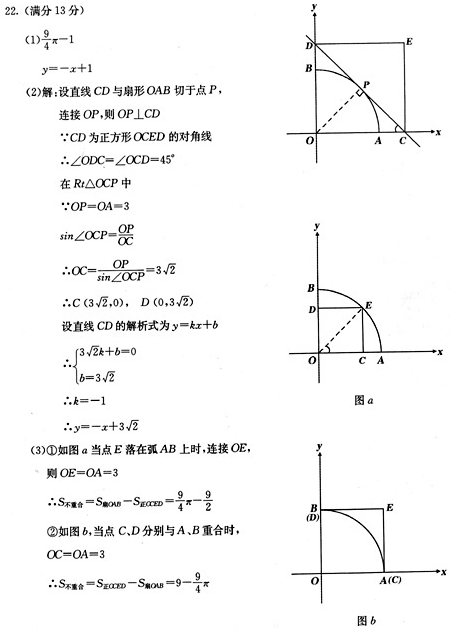 22. (满分13分)
(1) 9/4π-1
y=-x+1
(2)解:设直线CD与扇形OAB切于点P,
连接OP,则OP⊥CD
∵CD为正方形OCED的对角线
∴∠ODC=∠OCD=45°
在Rt△OCP中
∵OP=OA=3
sin∠OCP=OP/OC
∴OC=OP/sin∠OCP=3√2
∴C(3√2,0), D(0,3√2)
设直线CD的解析式为y=kx+b
∴{3√2k+b=0
b=3√2
∴k=-1
∴y=-x+3√2
(3)①如图a当点E落在弧AB上时,连接OE,
则OE=OA=3
∴S不重合=S扇OAB-S正OCED=9/4π-9/2
②如图b,当点C、D分别与A、B重合时,
OC=OA=3
∴S不重合=S正OCED-S扇OAB=9-9/4π
y
D
E
B
P
O
A
C
x
y
B
D
E
O
C
A
x
图a
y
B
(D)
E
O
A(C)
x
图b